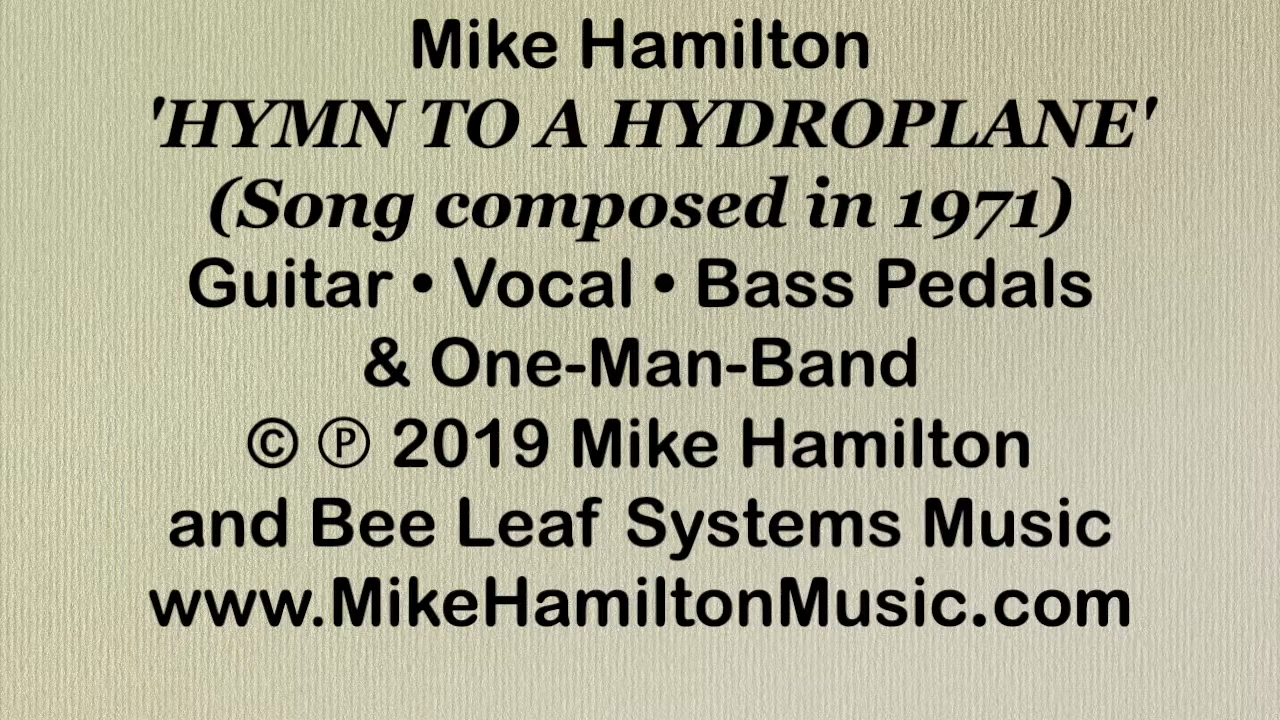 Mike Hamilton
'HYMN TO A HYDROPLANE'
(Song composed in 1971)
Guitar • Vocal • Bass Pedals
& One-Man-Band
© ℗ 2019 Mike Hamilton
and Bee Leaf Systems Music
www.MikeHamiltonMusic.com